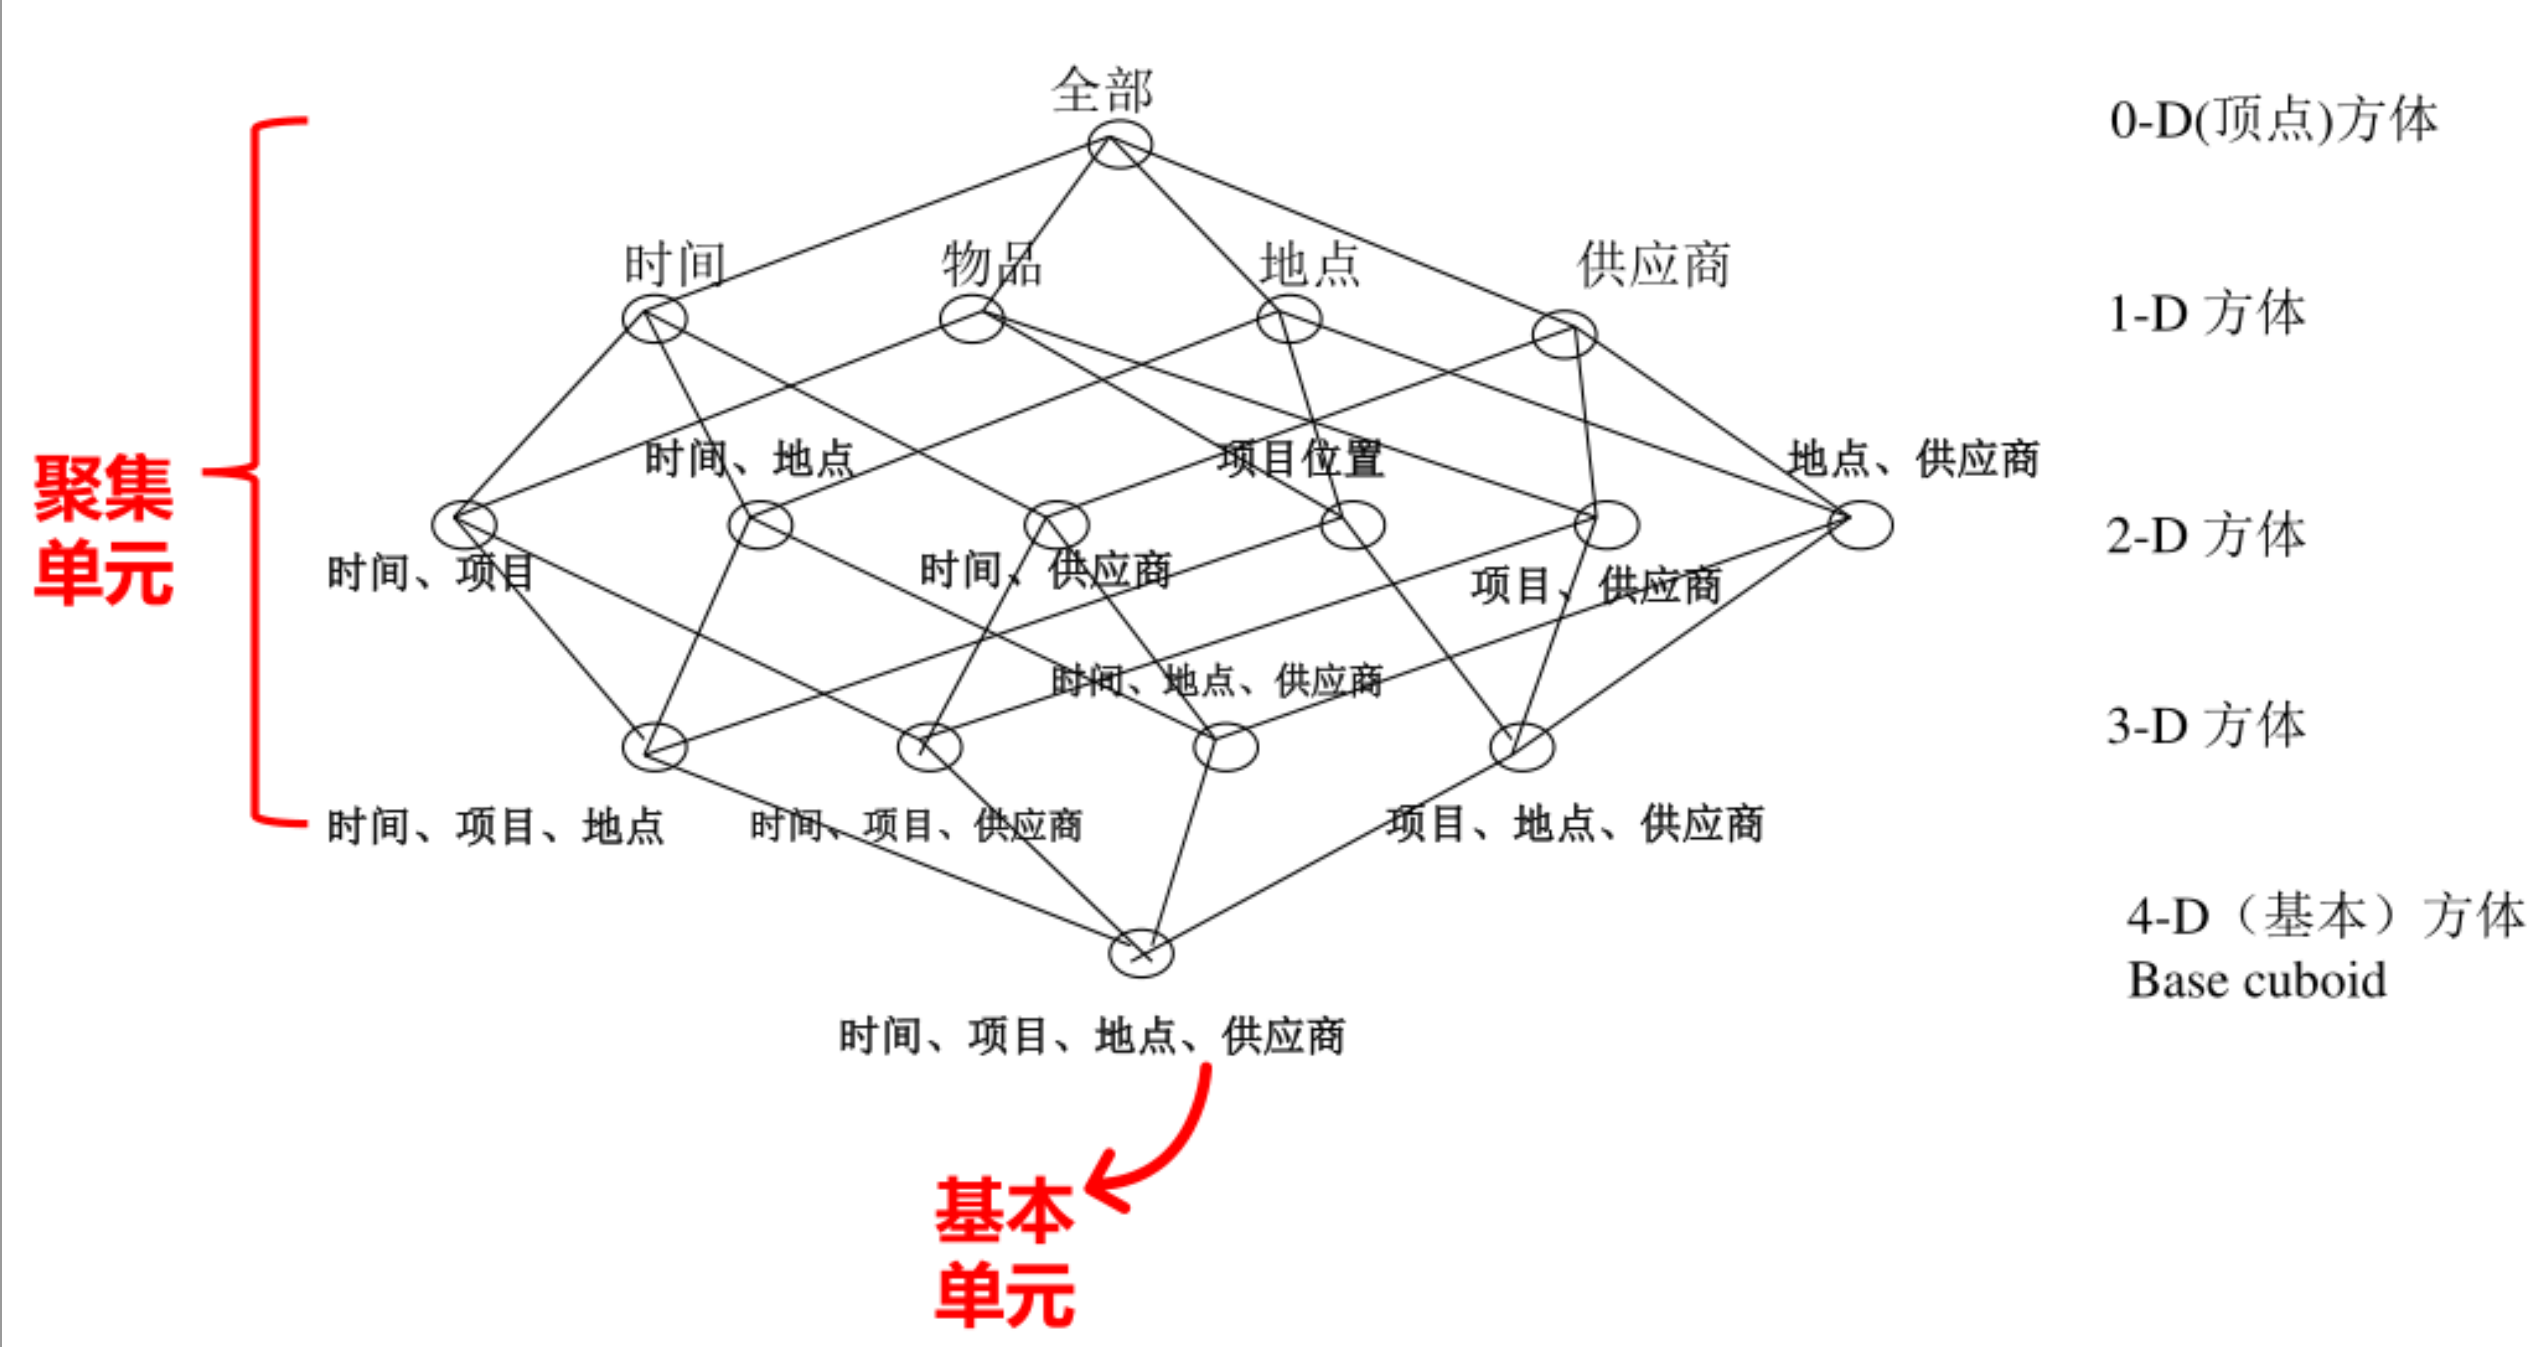 全部
0-D(顶点)方体
时间
物品
地点
供应商
1-D 方体
时间、地点
项目位置
地点、供应商
聚集
单元
2-D 方体
时间、项目
时间、供应商
项目、供应商
时间、地点、供应商
3-D 方体
时间、项目、地点
时间、项目、供应商
项目、地点、供应商
4-D（基本）方体
Base cuboid
时间、项目、地点、供应商
基本
单元